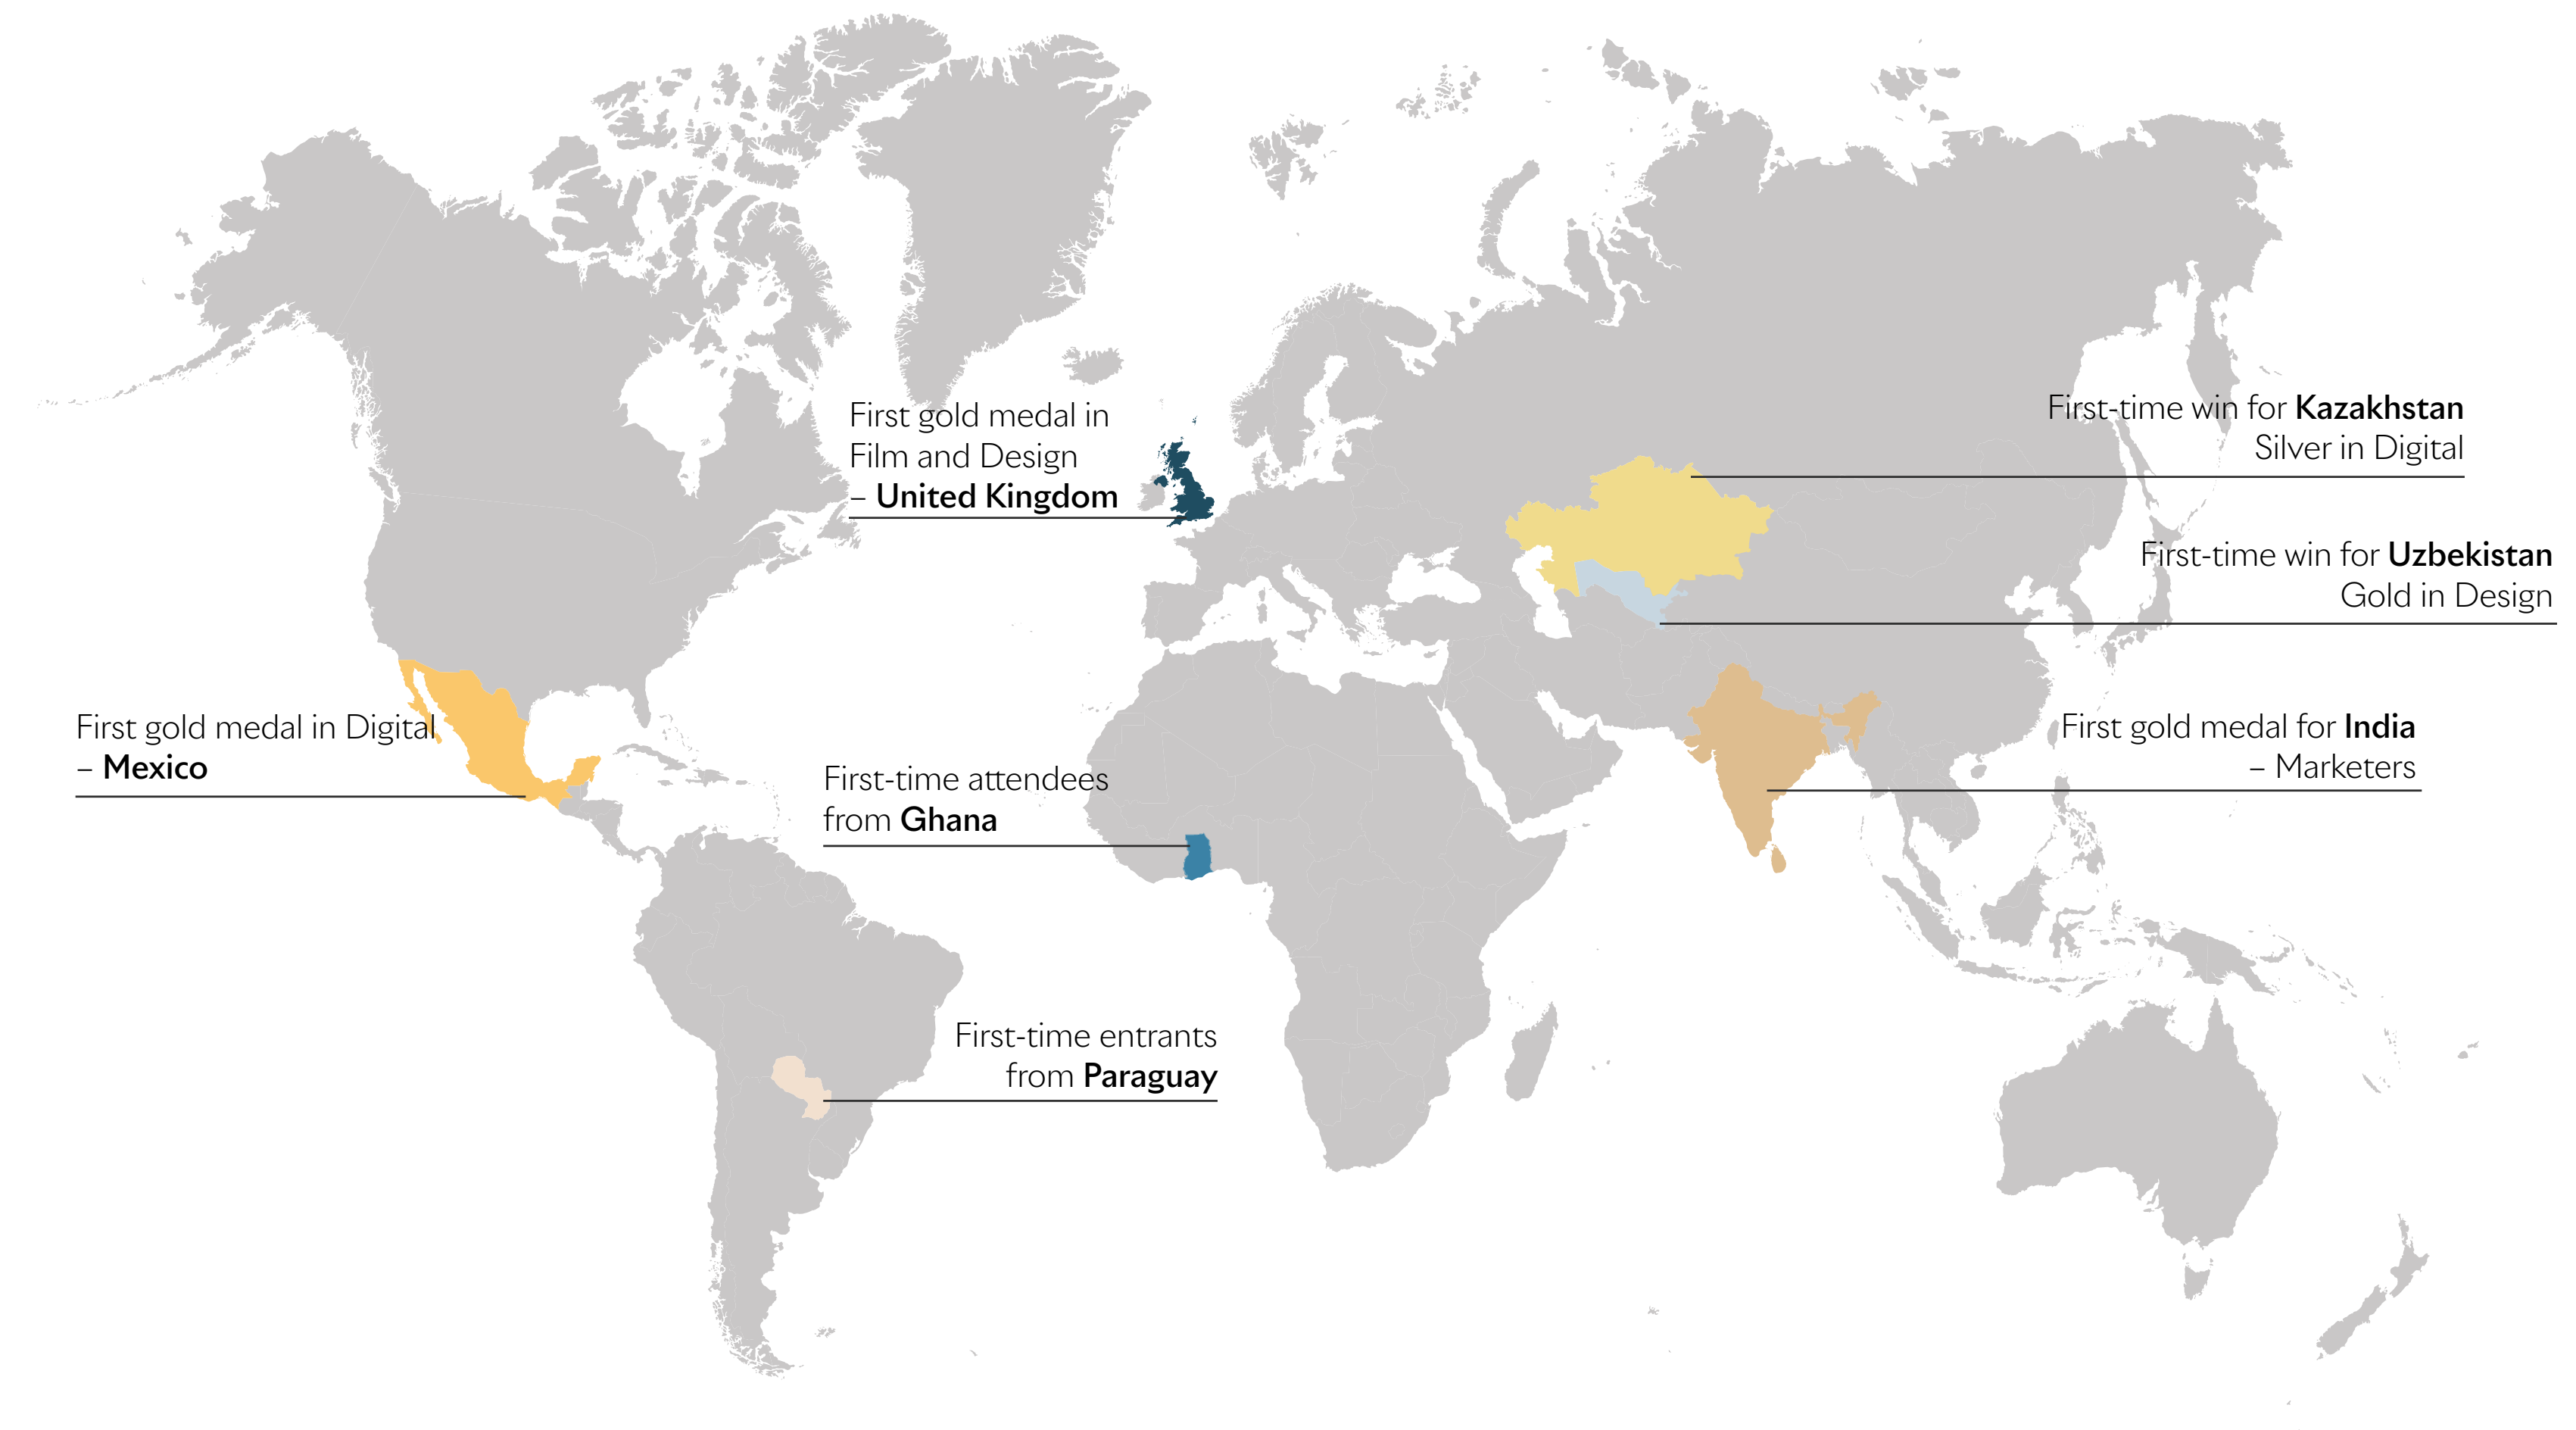 First gold medal in
Film and Design
– United Kingdom
First-time win for Kazakhstan
Silver in Digital
First-time win for Uzbekistan
Gold in Design
First gold medal in Digital
– Mexico
First gold medal for India
– Marketers
First-time attendees
from Ghana
First-time entrants
from Paraguay